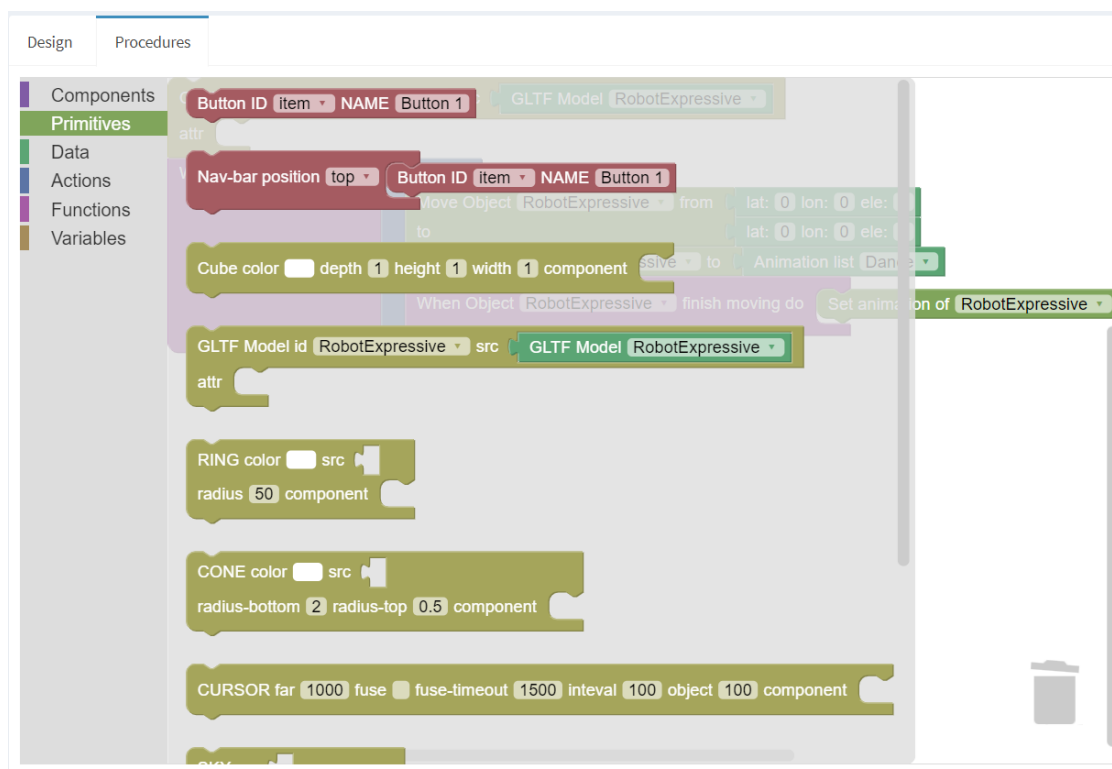 Design
Procedures
Components
Primitives
Data
Actions
Functions
Variables
Button ID item NAME Button 1
GLTF Model RobotExpressive
attr
Nav-bar position top Button ID item NAME Button 1
Move Object RobotExpressive from lat: 0 lon: 0 ele:
to lat: 0 lon: 0 ele:
Cube color depth 1 height 1 width 1 component
to Animation list Dance
When Object RobotExpressive finish moving do Set animation of RobotExpressive
GLTF Model id RobotExpressive src GLTF Model RobotExpressive
attr
RING color src
radius 50 component
CONE color src
radius-bottom 2 radius-top 0.5 component
CURSOR far 1000 fuse fuse-timeout 1500 inteval 100 object 100 component